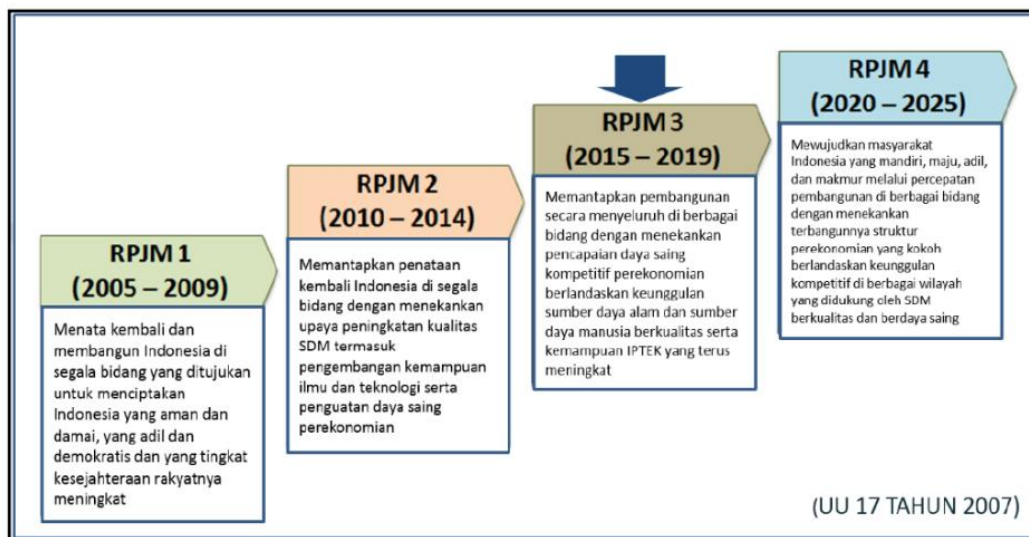 RPJM 1
(2005 – 2009)
Menata kembali dan
membangun Indonesia di
segala bidang yang ditujukan
untuk menciptakan
Indonesia yang aman dan
damai, yang adil dan
demokratis dan yang tingkat
kesejahteraan rakyatnya
meningkat
RPJM 2
(2010 – 2014)
Memantapkan penataan
kembali Indonesia di segala
bidang dengan menekankan
upaya peningkatan kualitas
SDM termasuk
pengembangan kemampuan
ilmu dan teknologi serta
penguatan daya saing
perekonomian
RPJM 3
(2015 – 2019)
Memantapkan pembangunan
secara menyeluruh di berbagai
bidang dengan menekankan
pencapaian daya saing
kompetitif perekonomian
berlandaskan keunggulan
sumber daya alam dan sumber
daya manusia berkualitas serta
kemampuan IPTEK yang terus
meningkat
RPJM 4
(2020 – 2025)
Mewujudkan masyarakat
Indonesia yang mandiri, maju, adil,
dan makmur melalui percepatan
pembangunan di berbagai bidang
dengan menekankan
terbangunnya struktur
perekonomian yang kokoh
berlandaskan keunggulan
kompetitif di berbagai wilayah
yang didukung oleh SDM
berkualitas dan berdaya saing
(UU 17 TAHUN 2007)